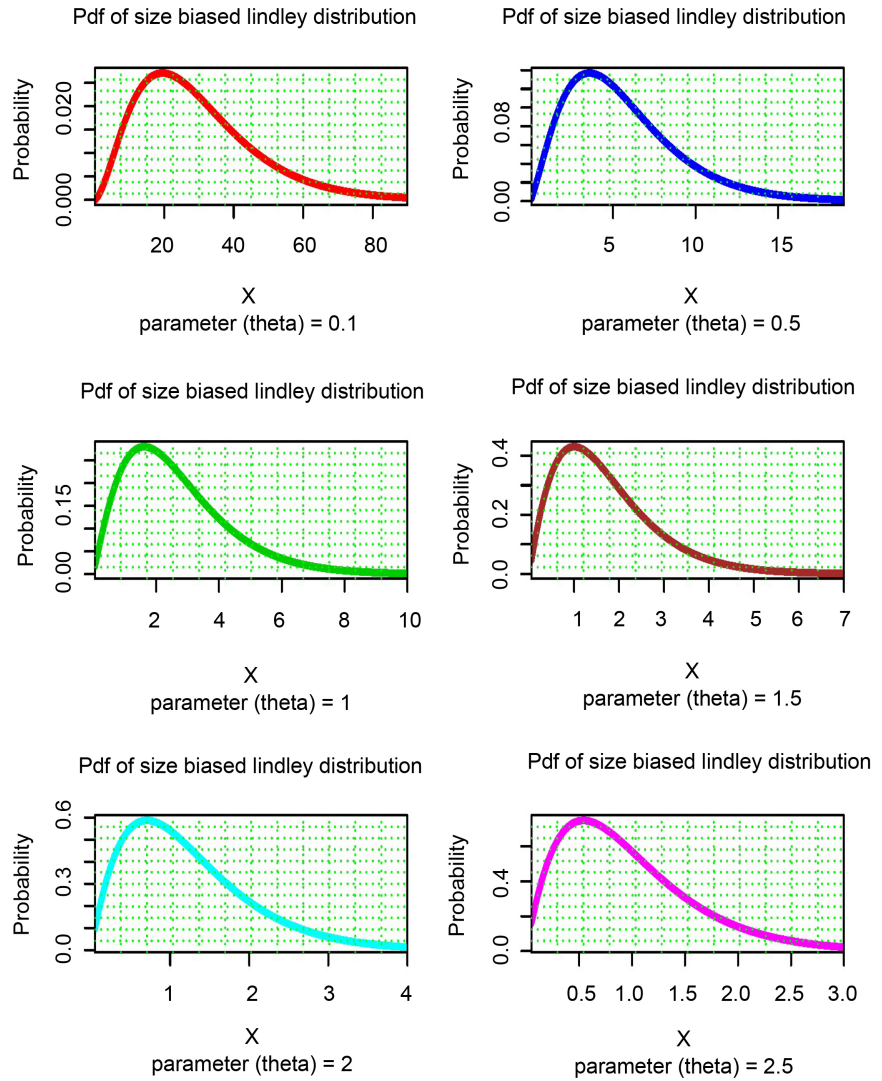 Pdf of size biased lindley distribution
Probability
0.020
0.000
20 40 60 80
X
parameter (theta) = 0.1
Pdf of size biased lindley distribution
Probability
0.08
0.00
5 10 15
X
parameter (theta) = 0.5
Pdf of size biased lindley distribution
Probability
0.15
0.00
2 4 6 8 10
X
parameter (theta) = 1
Pdf of size biased lindley distribution
Probability
0.4
0.2
0.0
1 2 3 4 5 6 7
X
parameter (theta) = 1.5
Pdf of size biased lindley distribution
Probability
0.6
0.3
0.0
1 2 3 4
X
parameter (theta) = 2
Pdf of size biased lindley distribution
Probability
0.4
0.0
0.5 1.0 1.5 2.0 2.5 3.0
X
parameter (theta) = 2.5